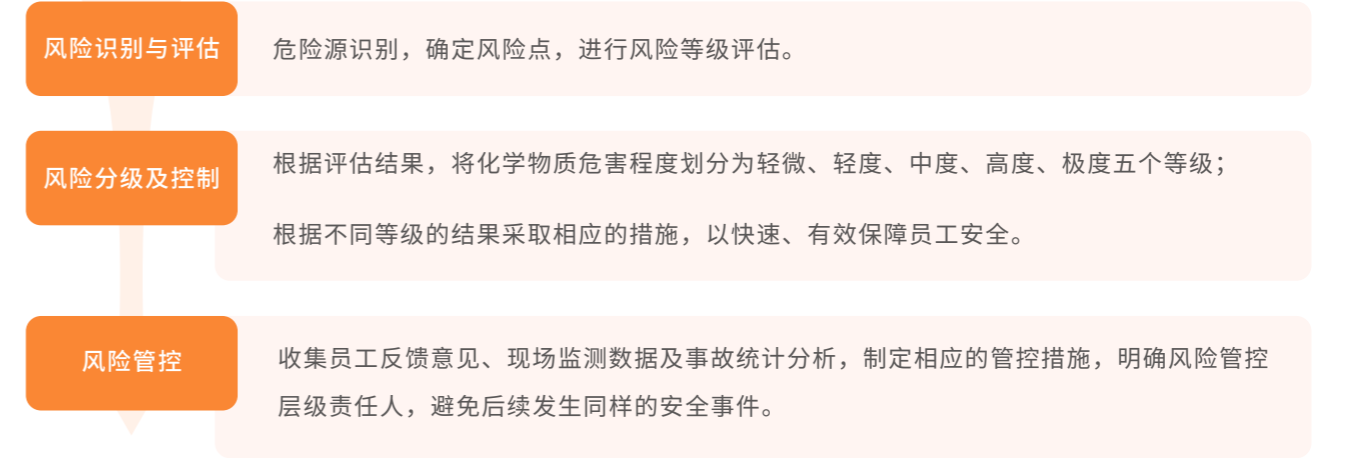 风险识别与评估
危险源识别，确定风险点，进行风险等级评估。
风险分级及控制
根据评估结果，将化学物质危害程度划分为轻微、轻度、中度、高度、极度五个等级；
根据不同等级的结果采取相应的措施，以快速、有效保障员工安全。
风险管控
收集员工反馈意见、现场监测数据及事故统计分析，制定相应的管控措施，明确风险管控
层级责任人，避免后续发生同样的安全事件。